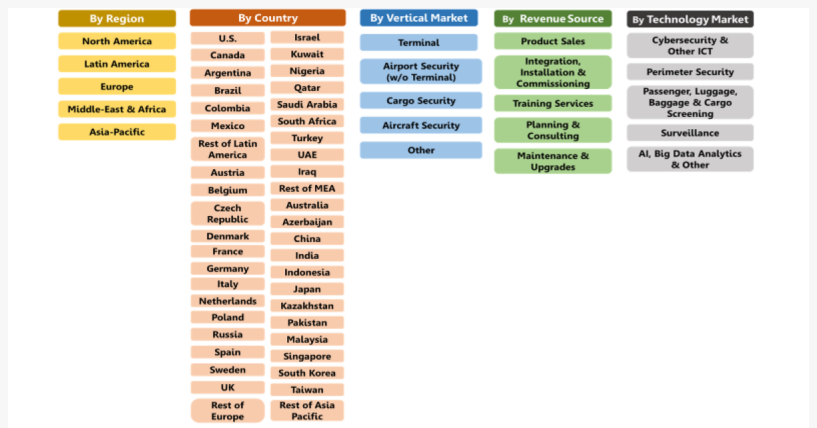 By Region
North America
Latin America
Europe
Middle-East & Africa
Asia-Pacific
By Country
U.S.
Canada
Argentina
Brazil
Colombia
Mexico
Rest of Latin
America
Austria
Belgium
Czech
Republic
Denmark
France
Germany
Italy
Netherlands
Poland
Russia
Spain
Sweden
UK
Rest of
Europe
Israel
Kuwait
Nigeria
Qatar
Saudi Arabia
South Africa
Turkey
UAE
Iraq
Rest of MEA
Australia
Azerbaijan
China
India
Indonesia
Japan
Kazakhstan
Pakistan
Malaysia
Singapore
South Korea
Taiwan
Rest of Asia
Pacific
By Vertical Market
Terminal
Airport Security
(w/o Terminal)
Cargo Security
Aircraft Security
Other
By Revenue Source
Product Sales
Integration,
Installation &
Commissioning
Training Services
Planning &
Consulting
Maintenance &
Upgrades
By Technology Market
Cybersecurity &
Other ICT
Perimeter Security
Passenger, Luggage,
Baggage & Cargo
Screening
Surveillance
AI, Big Data Analytics
& Other